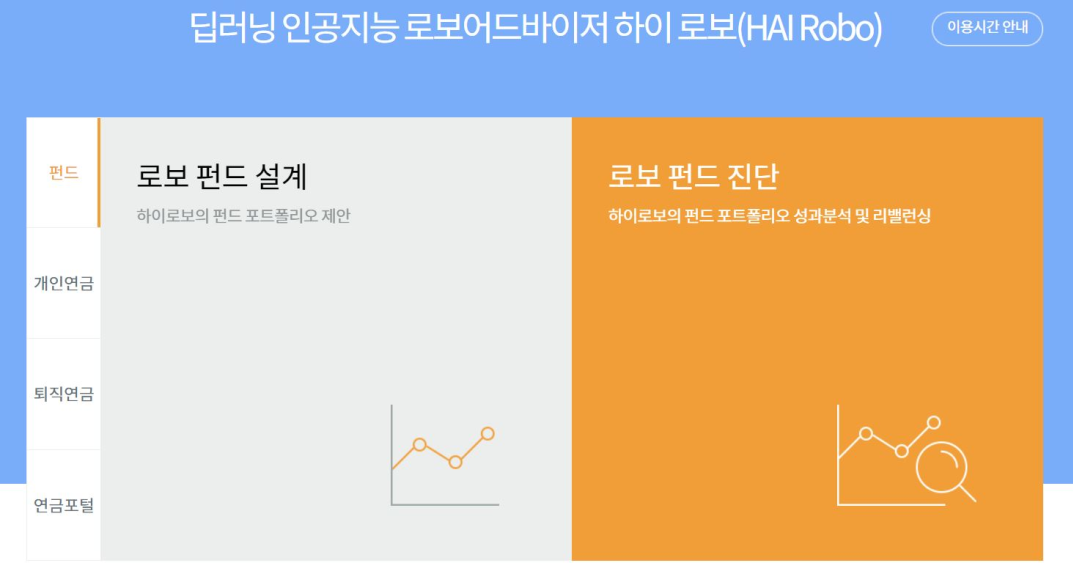 딥러닝 인공지능 로보어드바이저 하이 로보(HAI Robo)
이용시간 안내
펀드
개인연금
퇴직연금
연금포털
로보 펀드 설계
하이로보의 펀드 포트폴리오 제안
로보 펀드 진단
하이로보의 펀드 포트폴리오 성과분석 및 리밸런싱